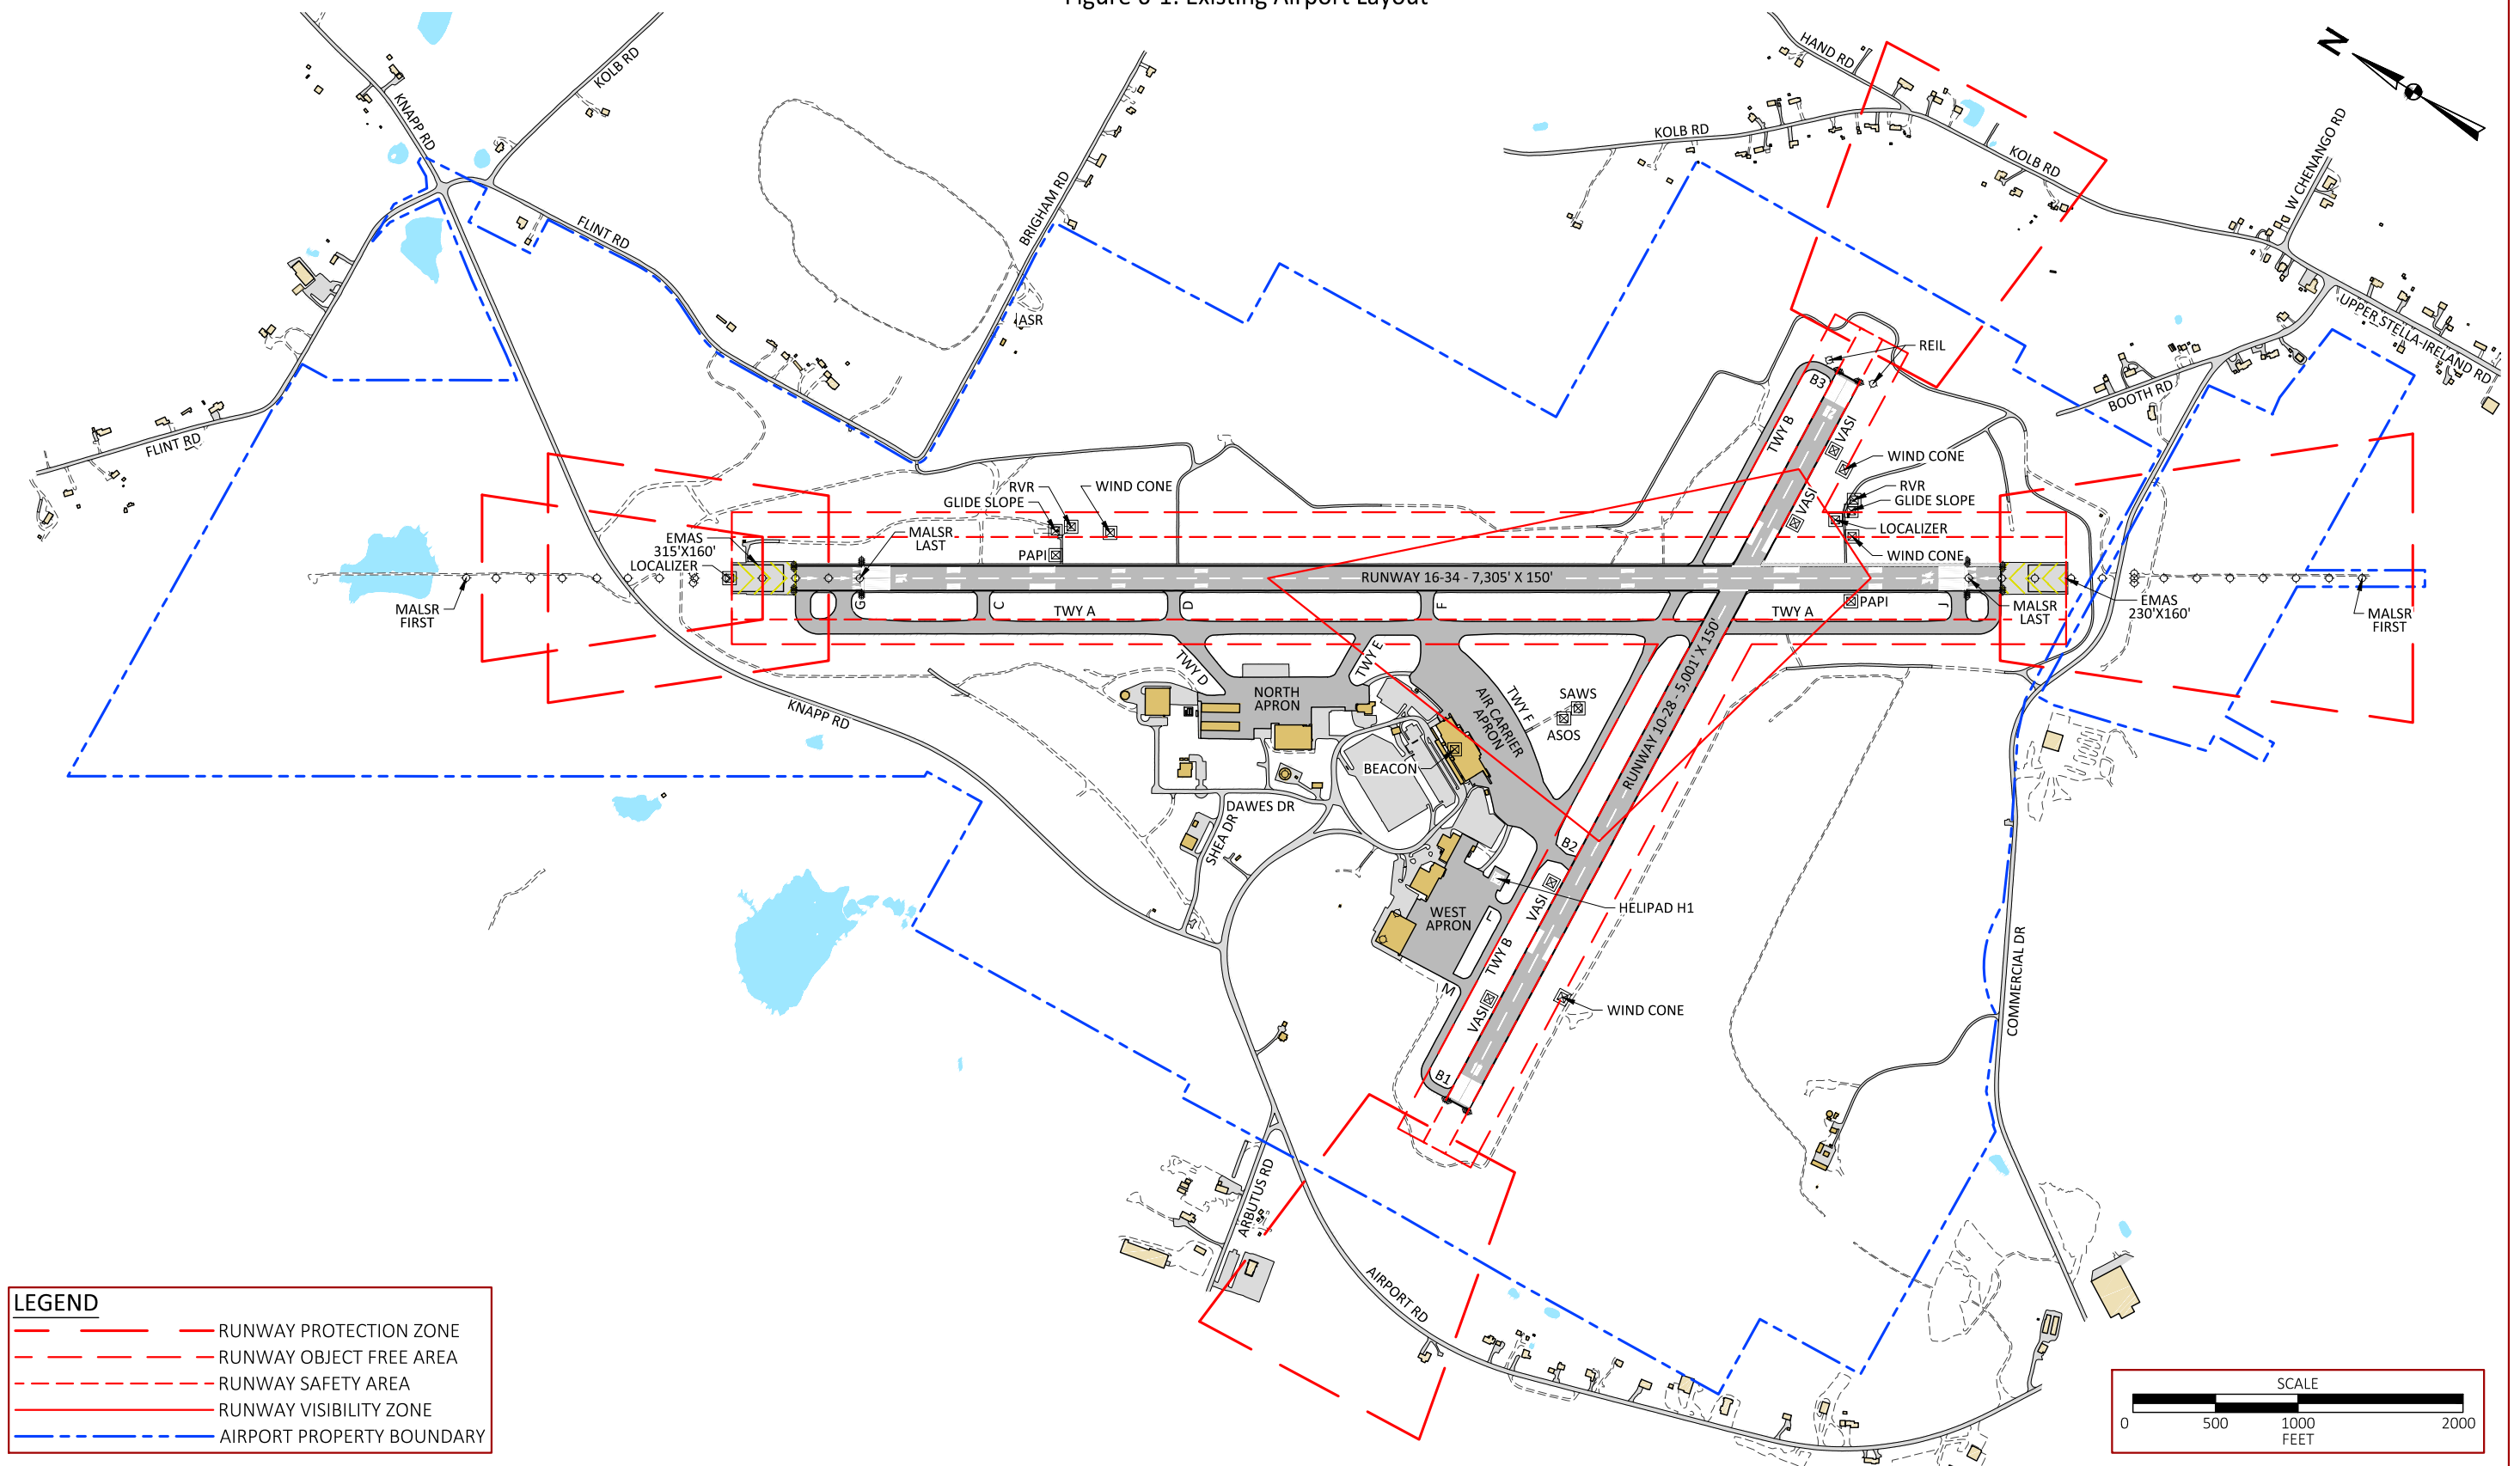 Figure 6-1: Existing Airport Layout
HAND RD
N
KOLB RD
KNAPP RD
KOLB RD
KOLB RD
W CHENANGO RD
BRIGHAM RD
FLINT RD
ASR
UPPER STELLA-IRELAND RD
REIL
B3
BOOTH RD
TWY B
VASI
FLINT RD
WIND CONE
RVR
WIND CONE
GLIDE SLOPE
RVR
GLIDE SLOPE
VASI
LOCALIZER
EMAS
315'X160'
LOCALIZER
MALSR
LAST
PAPI
WIND CONE
RUNWAY 16-34 - 7,305' X 150'
MALSR
FIRST
G
C
TWY A
D
F
TWY A
PAPI
J
MALSR
LAST
EMAS
230'X160'
MALSR
FIRST
TWY D
TWY E
RUNWAY 10-28 - 5,001' X 150'
NORTH
APRON
AIR CARRIER
APRON
TWY F
SAWS
ASOS
KNAPP RD
BEACON
DAWES DR
SHEA DR
B2
VASI
HELIPAD H1
WEST
APRON
L
TWY B
COMMERCIAL DR
M
VASI
WIND CONE
B1
ARBUTUS RD
AIRPORT RD
LEGEND
RUNWAY PROTECTION ZONE
RUNWAY OBJECT FREE AREA
RUNWAY SAFETY AREA
RUNWAY VISIBILITY ZONE
AIRPORT PROPERTY BOUNDARY
SCALE
0 500 1000 2000
FEET